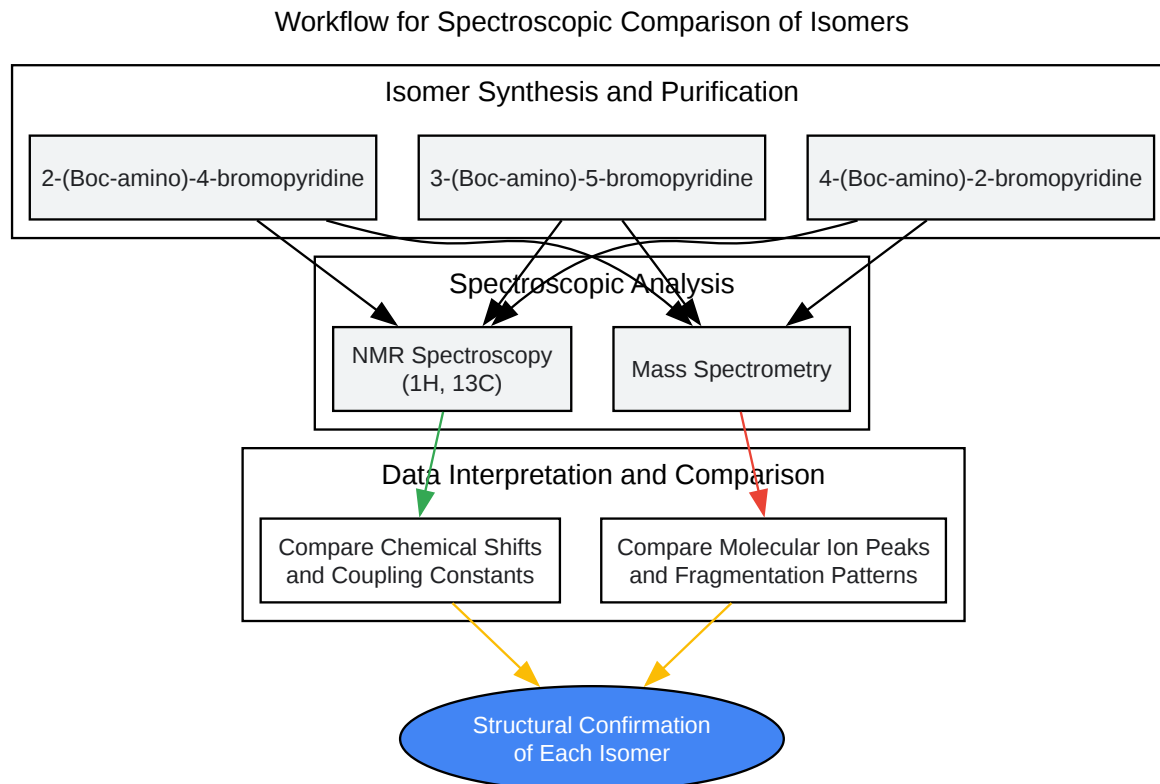 Workflow for Spectroscopic Comparison of Isomers
Isomer Synthesis and Purification
2-(Boc-amino)-4-bromopyridine
3-(Boc-amino)-5-bromopyridine
4-(Boc-amino)-2-bromopyridine
Spectroscopic Analysis
NMR Spectroscopy
(1H, 13C)
Mass Spectrometry
Data Interpretation and Comparison
Compare Chemical Shifts
and Coupling Constants
Compare Molecular Ion Peaks
and Fragmentation Patterns
Structural Confirmation
of Each Isomer